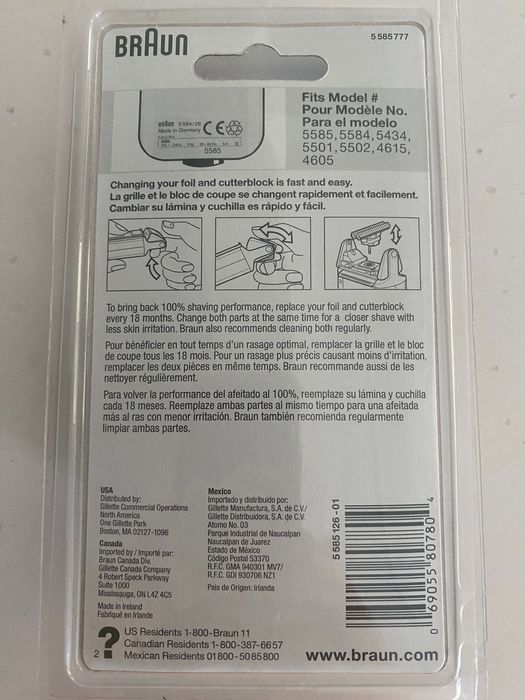 BRAUN
5 585 777
Fits Model #
Pour Modèle No.
Para el modelo
5585, 5584, 5434,
5501, 5502, 4615,
4605
BRAUN 5 584/26
Made in Germany
CE
5585
Changing your foil and cutterblock is fast and easy.
La grille et le bloc de coupe se changent rapidement et facilement.
Cambiar su lámina y cuchilla es rápido y fácil.
To bring back 100% shaving performance, replace your foil and cutterblock
every 18 months. Change both parts at the same time for a closer shave with
less skin irritation. Braun also recommends cleaning both regularly.
Pour bénéficier en tout temps d'un rasage optimal, remplacer la grille et le bloc
de coupe tous les 18 mois. Pour un rasage plus précis causant moins d'irritation,
remplacer les deux pièces en même temps. Braun recommande aussi de les
nettoyer régulièrement.
Para volver la performance del afeitado al 100%, reemplaze su lámina y cuchilla
cada 18 meses. Reemplaze ambas partes al mismo tiempo para una afeitada
más al ras con menor irritación. Braun también recomienda regularmente
limpiar ambas partes.
USA
Distributed by:
Gillette Commercial Operations
North America
One Gillette Park
Boston, MA 02127-1096
Canada
Imported by / Importé par:
Braun Canada Div.
Gillette Canada Company
4 Robert Speck Parkway
Suite 1000
Mississauga, ON L4Z 4C5
Made in Ireland
Fabriqué en Irlande
Mexico
Importado y distribuido por:
Gillette Manufactura, S.A. de C.V./
Gillette Distribuidora, S.A. de C.V.
Atomo No. 03
Parque Industrial de Naucalpan
Naucalpan de Juarez
Estado de México
Código Postal 53370
R.F.C. GMA 940301 MV7/
R.F.C. GDI 930706 NZ1
País de Origen: Irlanda
5 585 126-01
0 69055 80780 4
2
?
US Residents 1-800-Braun 11
Canadian Residents 1-800-387-6657
Mexican Residents 01 800-50 85 800
www.braun.com